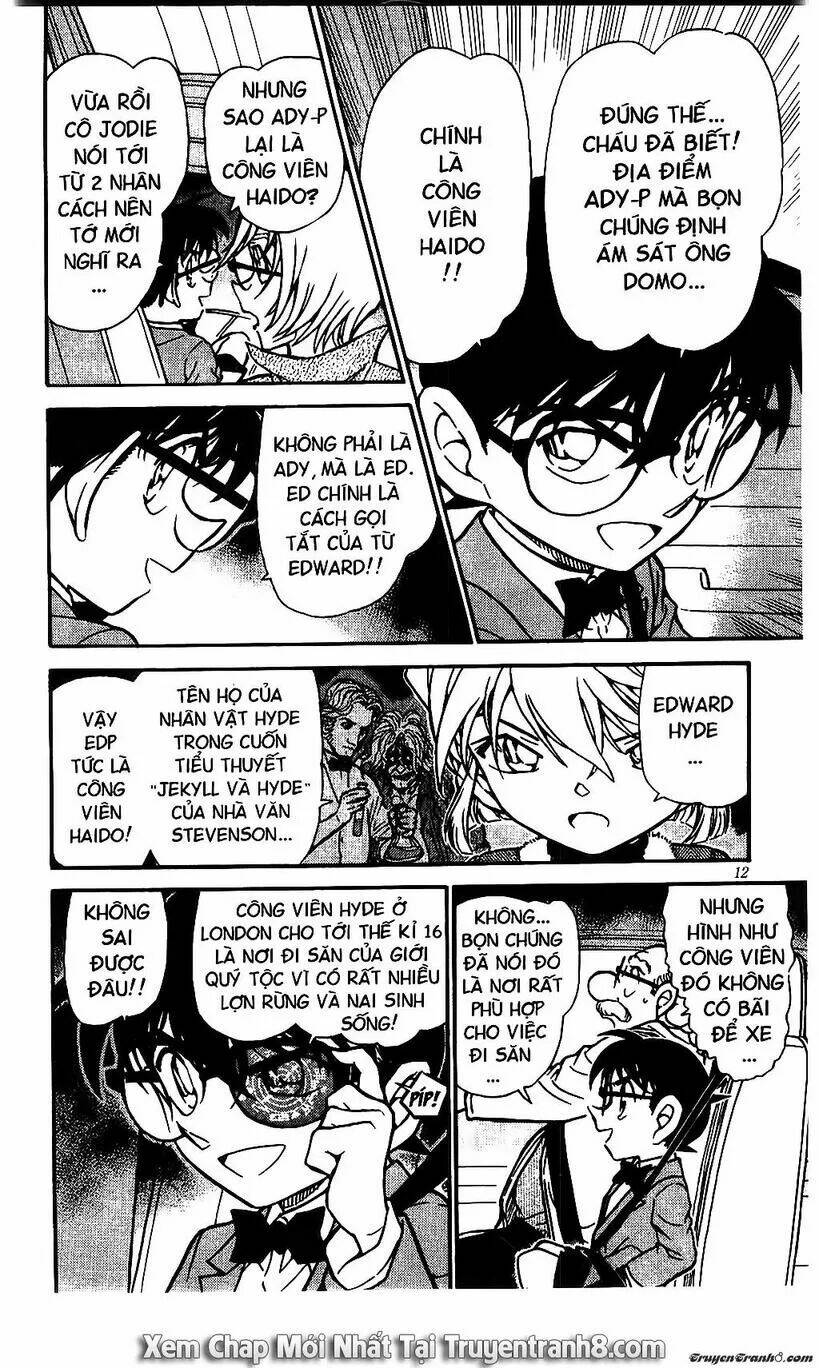 ĐÚNG THẾ...
CHÁU ĐÃ BIẾT!
ĐỊA ĐIỂM
ADY-P MÀ BỌN
CHÚNG ĐỊNH
ÁM SÁT ÔNG
DOMO...
CHÍNH
LÀ
CÔNG
VIÊN
HAIDO
!!
NHƯNG
SAO ADY-P
LẠI LÀ
CÔNG VIÊN
HAIDO?
VỪA RỒI
CÔ JODIE
NÓI TỚI
TỪ 2 NHÂN
CÁCH NÊN
TỚ MỚI
NGHĨ RA
...
KHÔNG PHẢI LÀ
ADY, MÀ LÀ ED.
ED CHÍNH LÀ
CÁCH GỌI
TẮT CỦA TỪ
EDWARD!!
EDWARD
HYDE
...
TÊN HỌ CỦA
NHÂN VẬT HYDE
TRONG CUỐN
TIỂU THUYẾT
"JEKYLL VÀ HYDE"
CỦA NHÀ VĂN
STEVENSON...
VẬY
EDP
TỨC LÀ
CÔNG
VIÊN
HAIDO!
12
NHƯNG
HÌNH NHƯ
CÔNG VIÊN
ĐÓ KHÔNG
CÓ BÃI
ĐỂ XE
...
KHÔNG...
BỌN CHÚNG
ĐÃ NÓI ĐÓ
LÀ NƠI RẤT
PHÙ HỢP
CHO VIỆC
ĐI SĂN
...
CÔNG VIÊN HYDE Ở
LONDON CHO TỚI THẾ KỈ 16
LÀ NƠI ĐI SĂN CỦA GIỚI
QUÝ TỘC VÌ CÓ RẤT NHIỀU
LỢN RỪNG VÀ NAI SINH
SỐNG!
PÍP!
KHÔNG
SAI
ĐƯỢC
ĐÂU!!
Xem Chap Mới Nhất Tại Truyentranh8.com
TruyenTranh8.com